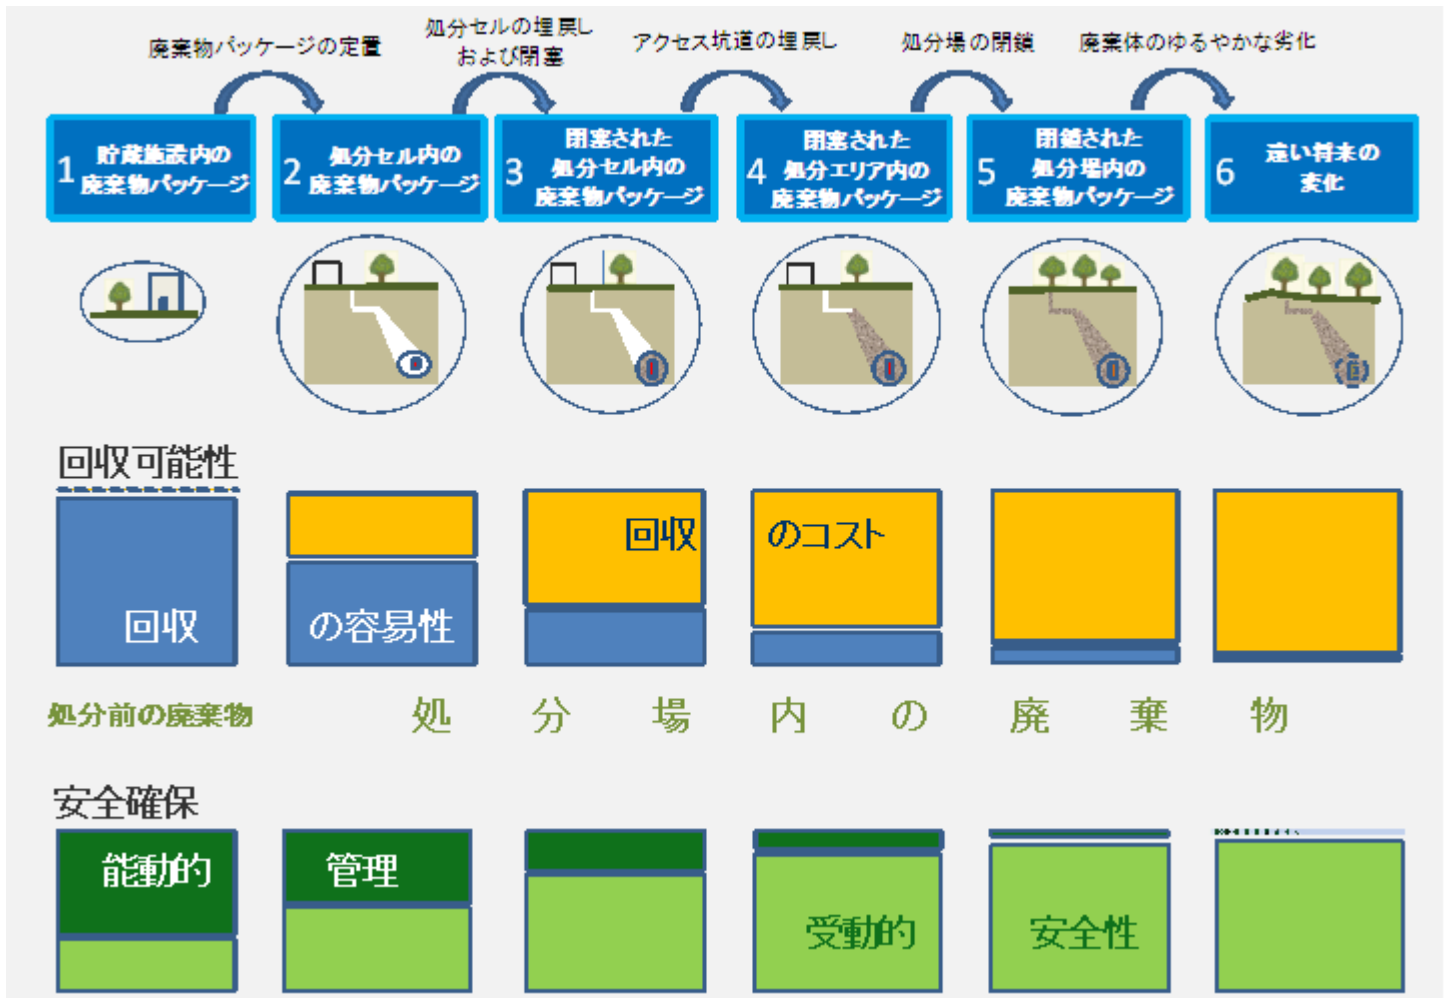 廃棄物パッケージの定置
処分セルの埋戻し
および閉塞
アクセス坑道の埋戻し
処分場の閉鎖
廃棄体のゆるやかな劣化
1 貯蔵施設内の
廃棄物パッケージ
2 処分セル内の
廃棄物パッケージ
3 閉塞された
処分セル内の
廃棄物パッケージ
4 閉塞された
処分エリア内の
廃棄物パッケージ
5 閉鎖された
処分場内の
廃棄物パッケージ
6 遠い将来の
変化
回収可能性
回収のコスト
回収の容易性
処分前の廃棄物
処分場内の廃棄物
安全確保
能動的管理
受動的安全性